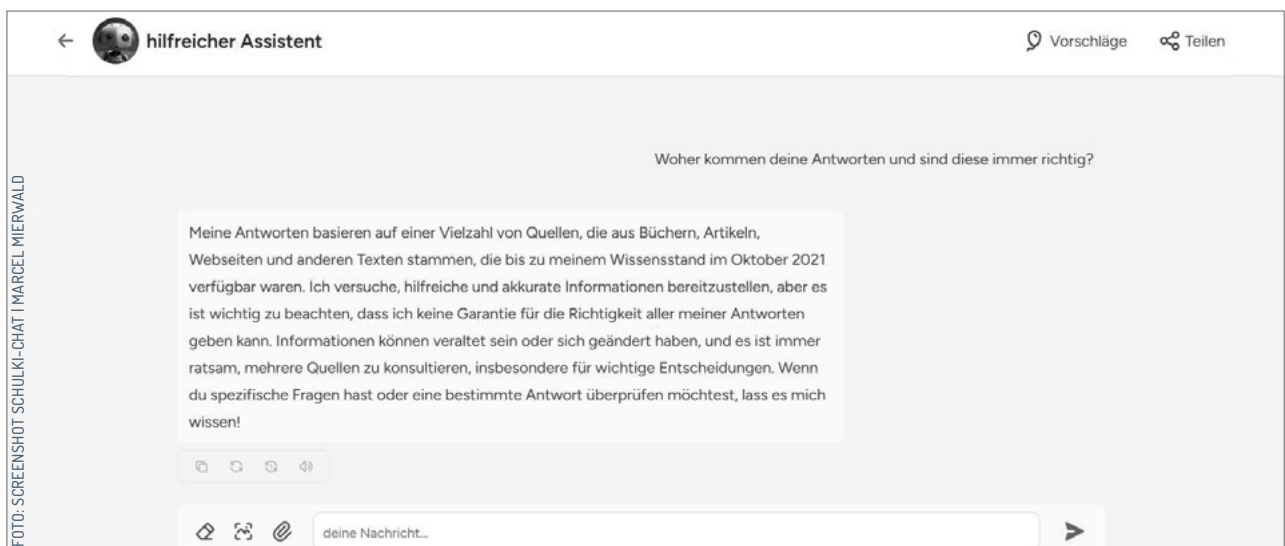 hilfreicher Assistent
Vorschläge
Teilen
Woher kommen deine Antworten und sind diese immer richtig?
Meine Antworten basieren auf einer Vielzahl von Quellen, die aus Büchern, Artikeln,
Webseiten und anderen Texten stammen, die bis zu meinem Wissensstand im Oktober 2021
verfügbar waren. Ich versuche, hilfreiche und akkurate Informationen bereitzustellen, aber es
ist wichtig zu beachten, dass ich keine Garantie für die Richtigkeit aller meiner Antworten
geben kann. Informationen können veraltet sein oder sich geändert haben, und es ist immer
ratsam, mehrere Quellen zu konsultieren, insbesondere für wichtige Entscheidungen. Wenn
du spezifische Fragen hast oder eine bestimmte Antwort überprüfen möchtest, lass es mich
wissen!
deine Nachricht...
FOTO: SCREENSHOT SCHULKI-CHAT | MARCEL MIERWALD